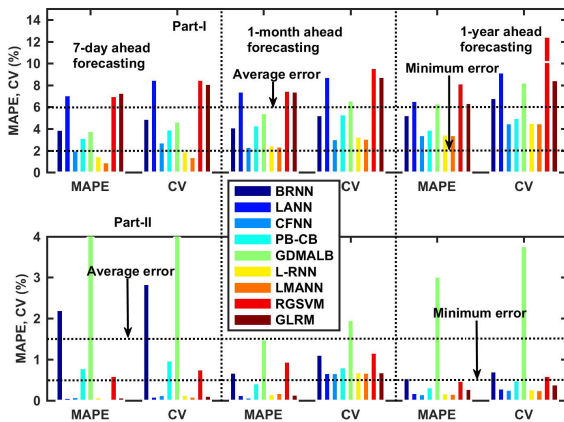 Part-I
7-day ahead
forecasting
1-month ahead
forecasting
1-year ahead
forecasting
Average error
Minimum error
MAPE, CV (%)
15
14
12
10
8
6
4
2
0
MAPE
CV
MAPE
CV
MAPE
CV
BRNN
LANN
CFNN
PB-CB
GDMALB
L-RNN
LMANN
RGSVM
GLRM
Part-II
Average error
Minimum error
MAPE, CV (%)
4
3
2
1
0
MAPE
CV
MAPE
CV
MAPE
CV